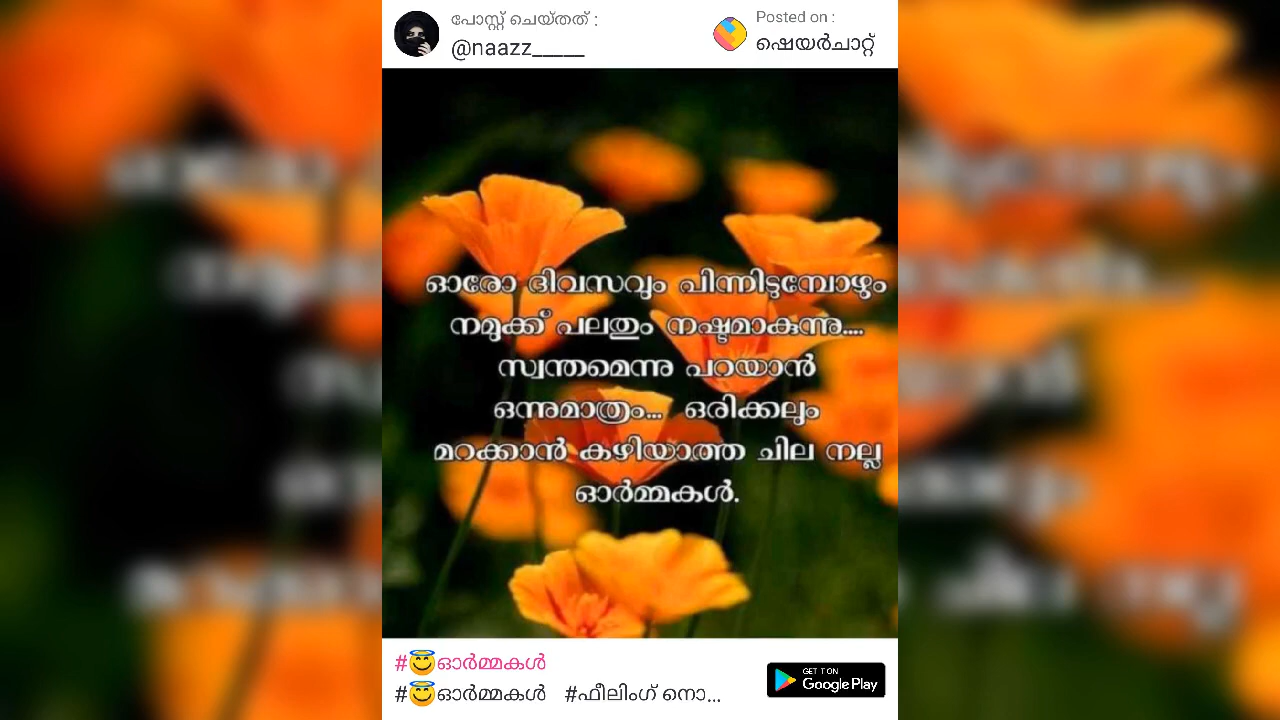 പോസ്റ്റ് ചെയ്തത് :
@naazz_____
Posted on :
ഷെയർചാറ്റ്
ഓരോ ദിവസവും പിന്നിടുമ്പോഴും
നമുക്ക് പലതും നഷ്ടമാകുന്നു....
സ്വന്തമെന്നു പറയാൻ
ഒന്നുമാത്രം... ഒരിക്കലും
മറക്കാൻ കഴിയാത്ത ചില നല്ല
ഓർമ്മകൾ.
#😇ഓർമ്മകൾ
#😇ഓർമ്മകൾ #ഫീലിംഗ് നൊ...
GET IT ON
Google Play